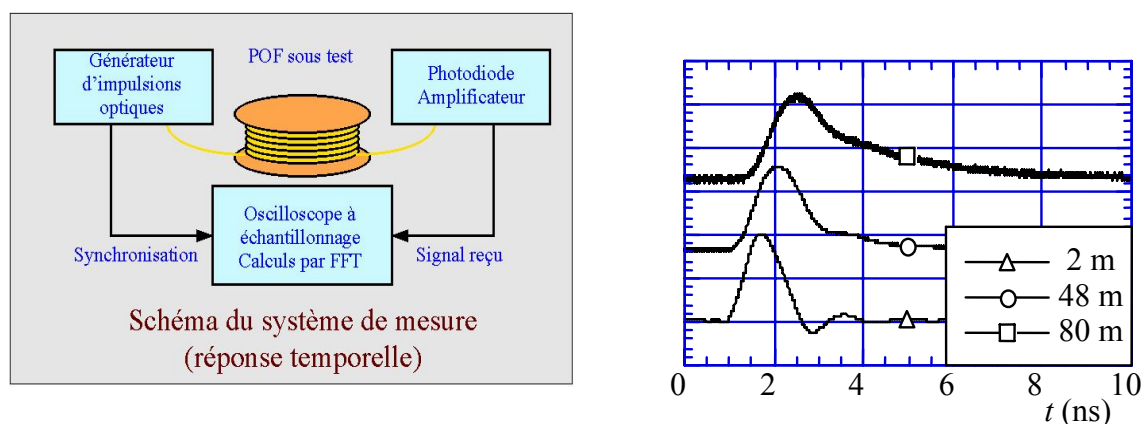 Générateur
d'impulsions
optiques
POF sous test
Photodiode
Amplificateur
Oscilloscope à
échantillonnage
Calculs par FFT
Synchronisation
Signal reçu
Schéma du système de mesure
(réponse temporelle)
2 m
48 m
80 m
0 2 4 6 8 10
t (ns)